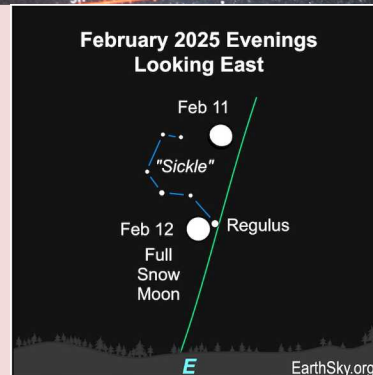 February 2025 Evenings
Looking East
Feb 11
"Sickle"
Feb 12
Regulus
Full
Snow
Moon
E
EarthSky.org